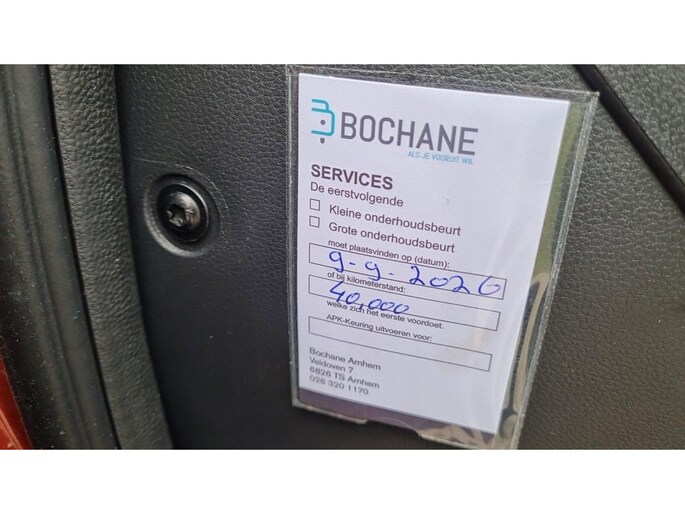 BOCHANE
ALS JE VOORUIT WIL
SERVICES
De eerstvolgende
Kleine onderhoudsbeurt
Grote onderhoudsbeurt
moet plaatsvinden op (datum):
9-9-2026
of bij kilometerstand:
40.000
welke zich het eerste voordoet.
APK-Keuring uitvoeren voor:
Bochane Arnhem
Veldoven 7
6826 TS Arnhem
026 320 1170